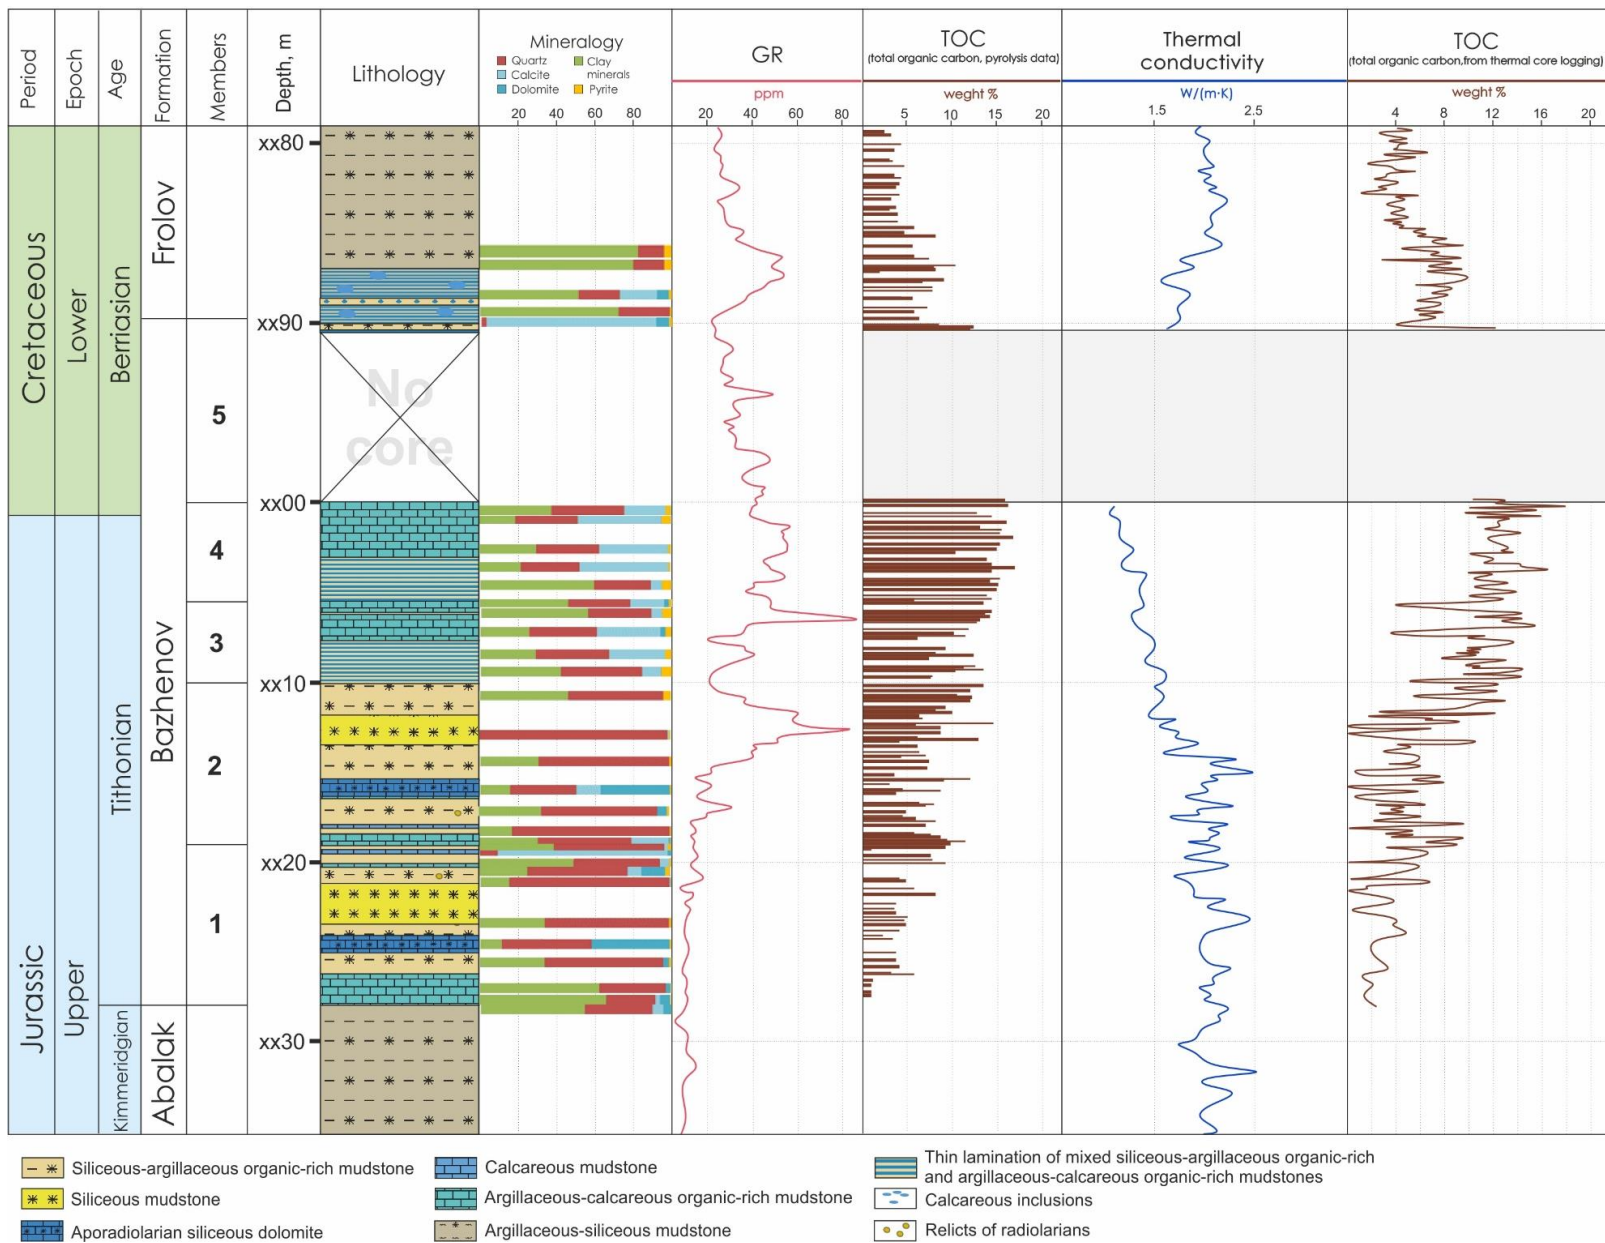 Period
Epoch
Age
Formation
Members
Depth, m
Lithology
Mineralogy
Quartz
Calcite
Dolomite
Clay
minerals
Pyrite
20 40 60 80
GR
ppm
20 40 60 80
TOC
(total organic carbon, pyrolysis data)
weght %
5 10 15 20
Thermal
conductivity
W/(m·K)
1.5 2.5
TOC
(total organic carbon,from thermal core logging)
weght %
4 8 12 16 20
Cretaceous
Lower
Berriasian
Frolov
Jurassic
Upper
Tithonian
Kimmeridgian
Bazhenov
Abalak
5
4
3
2
1
xx80
xx90
xx00
xx10
xx20
xx30
No
core
Siliceous-argillaceous organic-rich mudstone
Siliceous mudstone
Aporadiolarian siliceous dolomite
Calcareous mudstone
Argillaceous-calcareous organic-rich mudstone
Argillaceous-siliceous mudstone
Thin lamination of mixed siliceous-argillaceous organic-rich
and argillaceous-calcareous organic-rich mudstones
Calcareous inclusions
Relicts of radiolarians